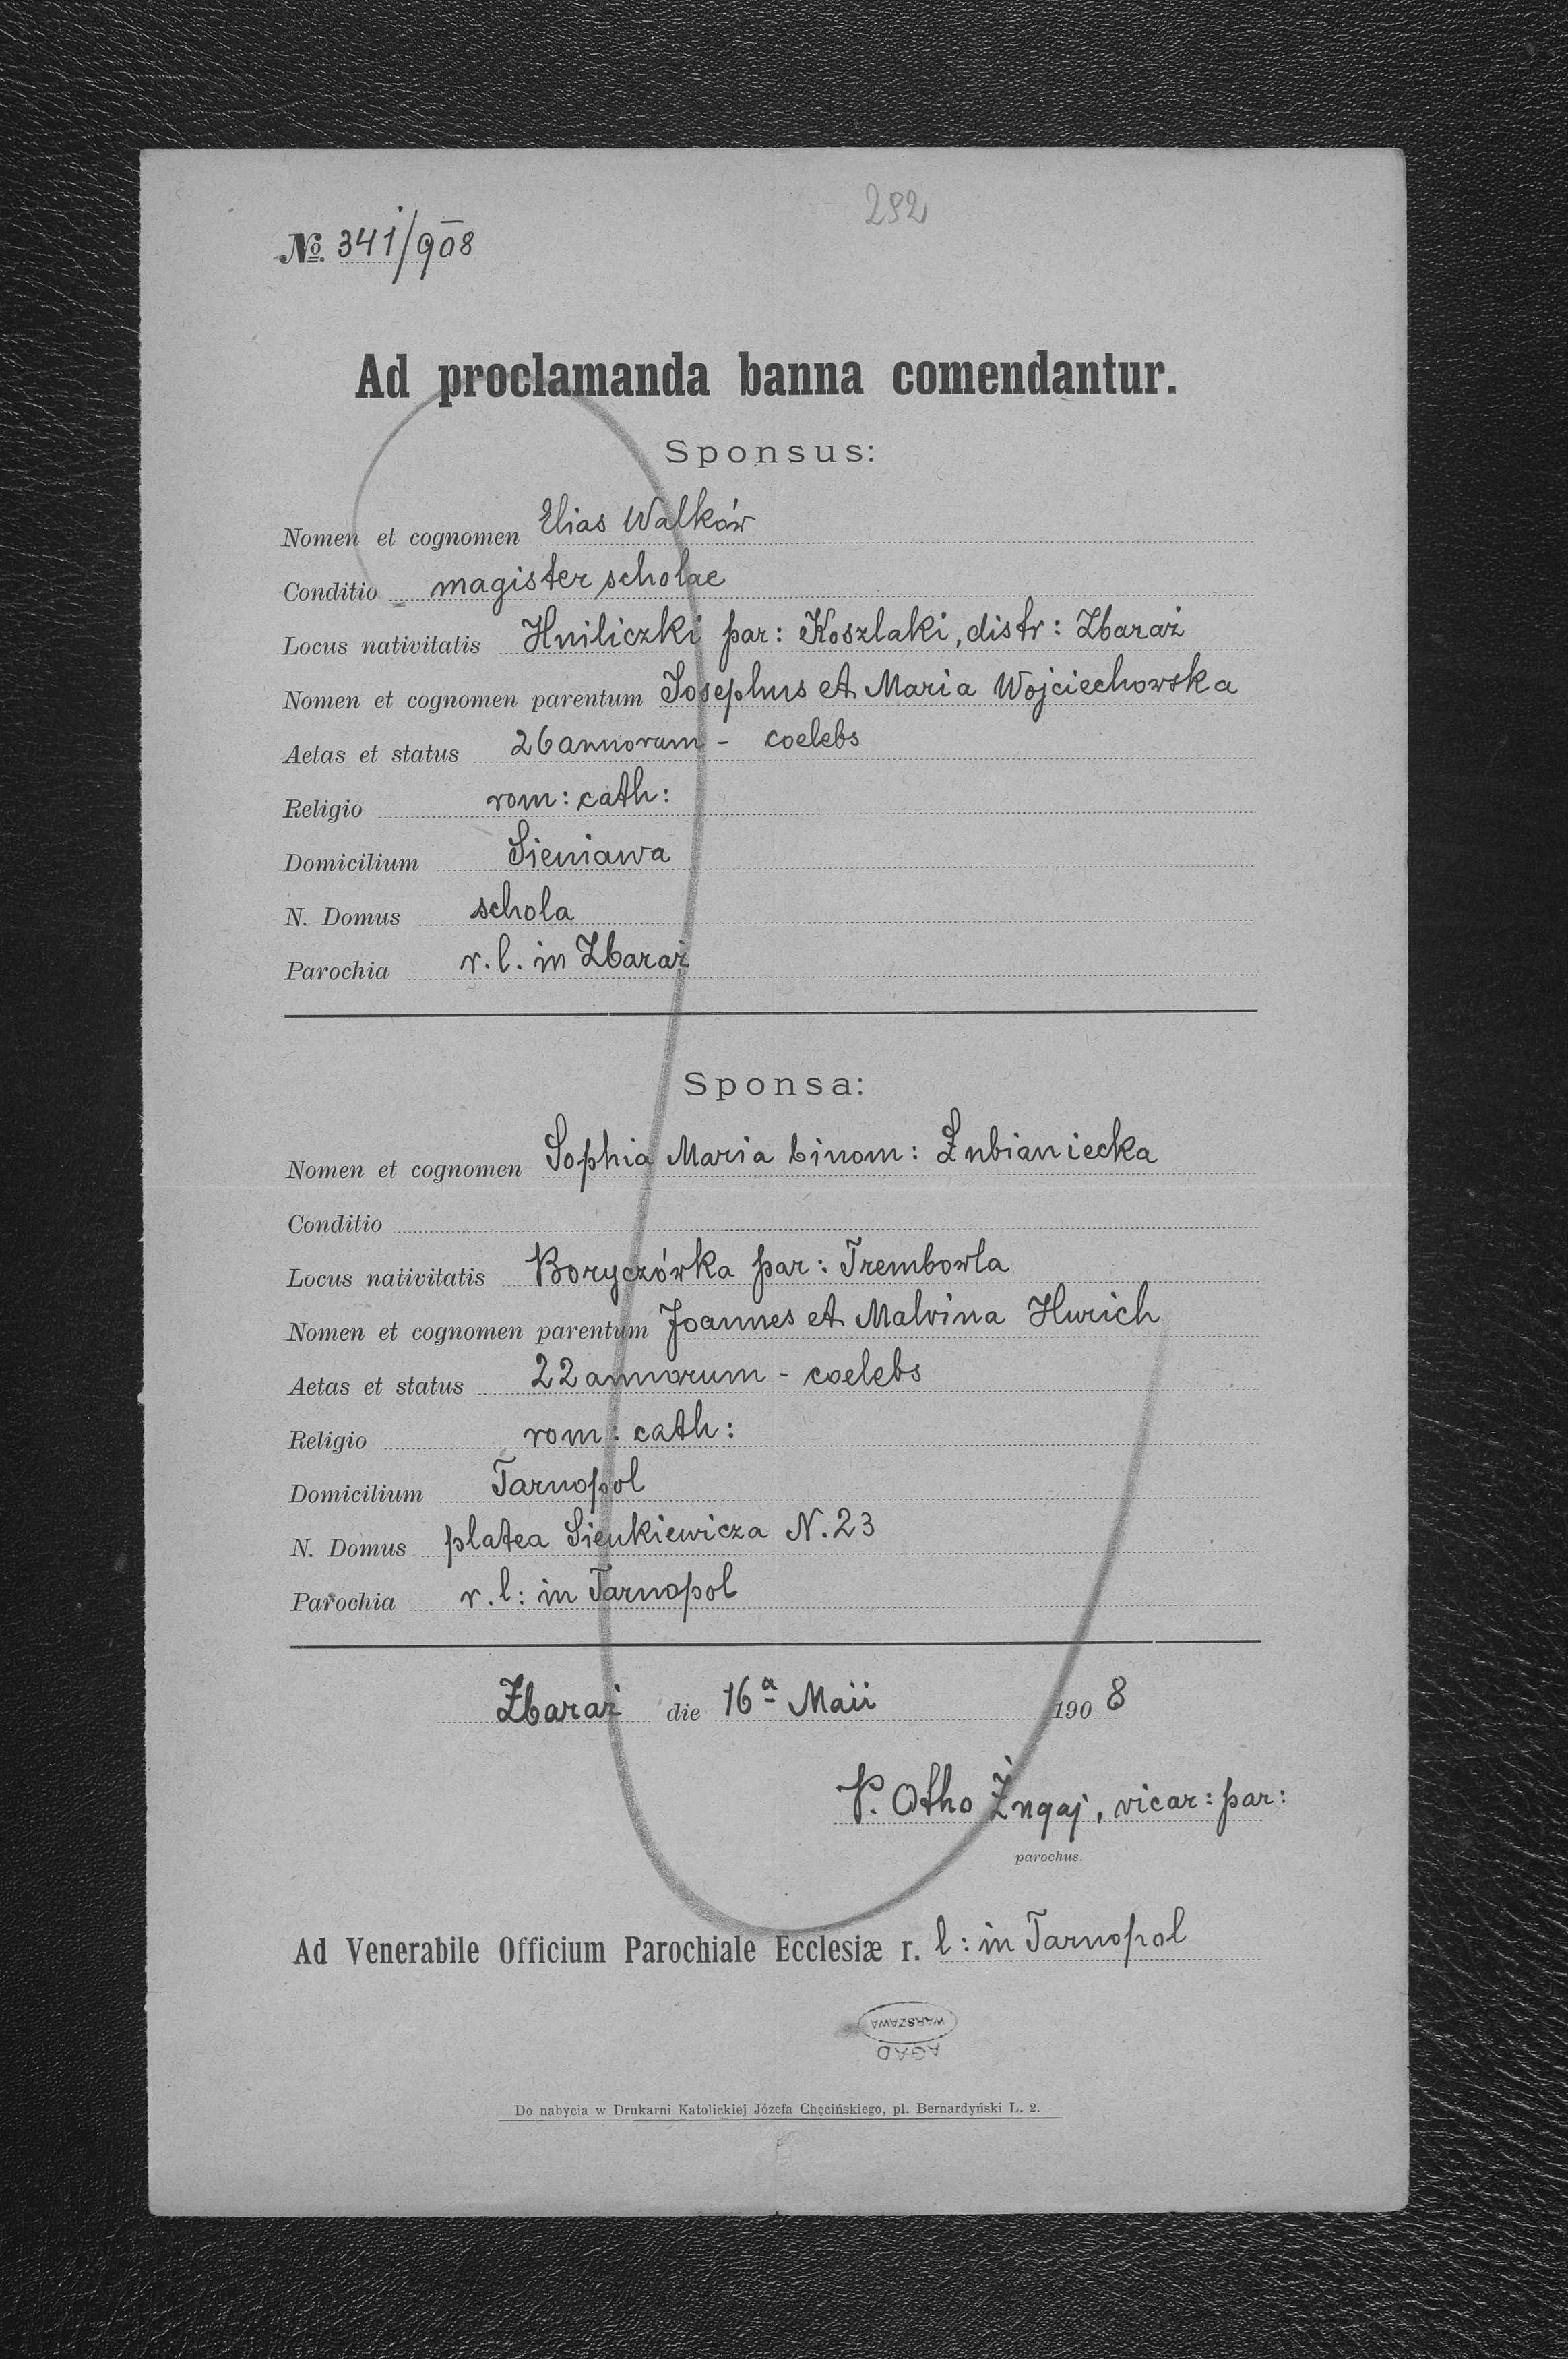 292
№ 341/908
Ad proclamanda banna comendantur.
Sponsus:
Nomen et cognomen Elias Walków
Conditio magister scholae
Locus nativitatis Hniliczki par: Koszlaki, distr: Zbaraż
Nomen et cognomen parentum Josephus et Maria Wojciechowska
Aetas et status 26 annorum - coelebs
Religio rom: cath:
Domicilium Sieniawa
N. Domus schola
Parochia r. l. in Zbaraż
Sponsa:
Nomen et cognomen Sophia Maria binom: Łubianiecka
Conditio
Locus nativitatis Boryczówka par: Trembowla
Nomen et cognomen parentum Joannes et Malvina
Aetas et status 22 annorum - coelebs
Religio rom: cath:
Domicilium Tarnopol
N. Domus platea Sienkiewicza N. 23
Parochia r. l: in Tarnopol
Zbaraż die 16a Maii 1908
P. Otho Żugaj, vicar: par:
parochus.
Ad Venerabile Officium Parochiale Ecclesiæ r. l: in Tarnopol
WARSZAWA
AGAD
Do nabycia w Drukarni Katolickiej Józefa Chęcińskiego, pl. Bernardyński L. 2.